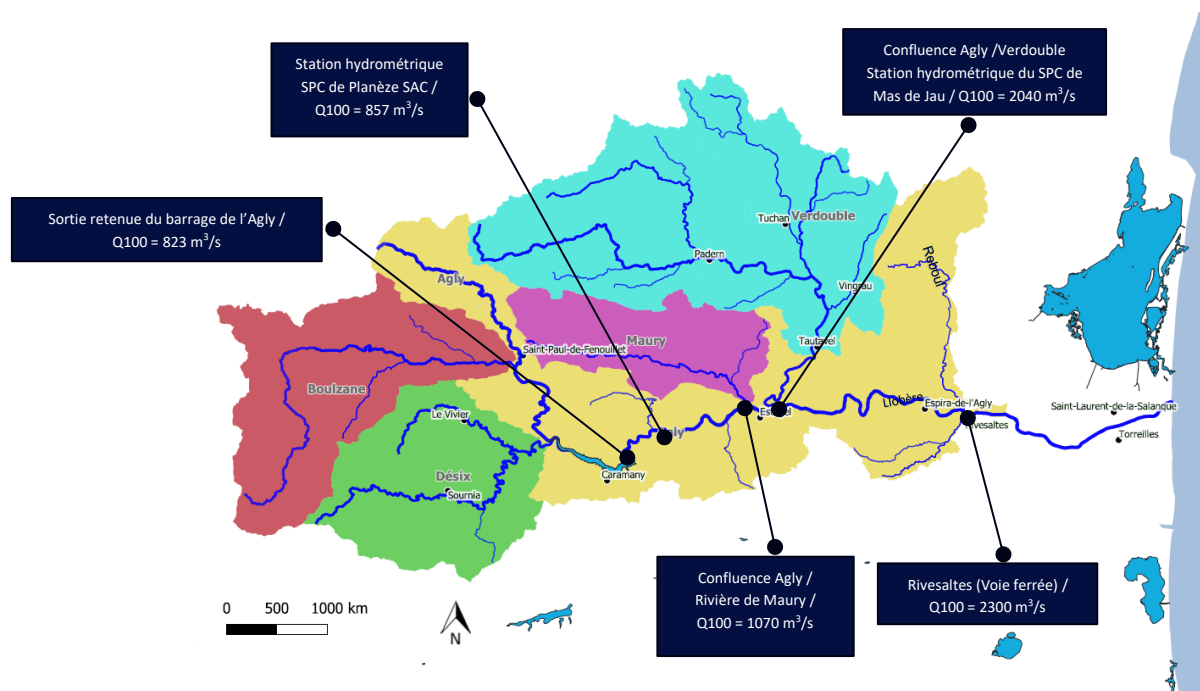 Station hydrométrique
SPC de Planèze SAC /
Q100 = 857 m³/s
Confluence Agly /Verdouble
Station hydrométrique du SPC de
Mas de Jau / Q100 = 2040 m³/s
Sortie retenue du barrage de l'Agly /
Q100 = 823 m³/s
Tuchan
Verdouble
Padern
Reboul
Agly
Vingrau
Maury
Tautavel
Saint-Paul-de-Fenouillet
Boulzane
Le Vivier
Llobère
Espira-de-l'Agly
Saint-Laurent-de-la-Salanque
Rivesaltes
Torreilles
Caramany
Désix
Sournia
Confluence Agly /
Rivière de Maury /
Q100 = 1070 m³/s
Rivesaltes (Voie ferrée) /
Q100 = 2300 m³/s
0 500 1000 km
N